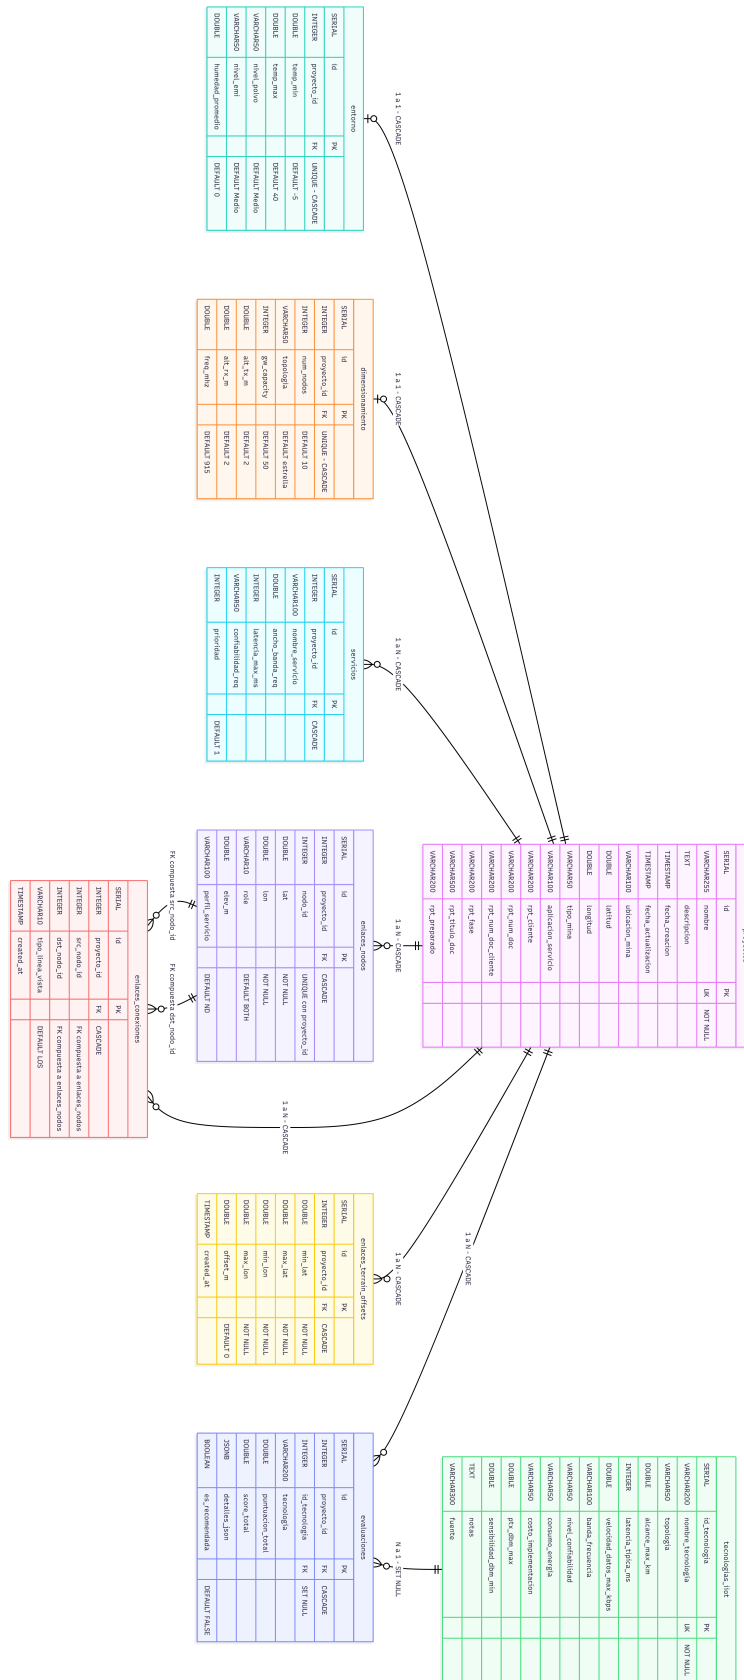 SERIAL id PK
VARCHAR255 nombre UK NOT NULL
TEXT descripcion
TIMESTAMP fecha_creacion
TIMESTAMP fecha_actualizacion
VARCHAR100 ubicacion_mina
DOUBLE latitud
DOUBLE longitud
VARCHAR50 tipo_mina
VARCHAR100 aplicacion_servicio
VARCHAR200 rpt_cliente
VARCHAR200 rpt_num_doc
VARCHAR200 rpt_num_doc_cliente
VARCHAR200 rpt_fase
VARCHAR500 rpt_titulo_doc
VARCHAR200 rpt_preparado
tecnologias_iiot
SERIAL id_tecnologia PK
VARCHAR200 nombre_tecnologia UK NOT NULL
VARCHAR50 topologia
DOUBLE alcance_max_km
INTEGER latencia_tipica_ms
DOUBLE velocidad_datos_max_kbps
VARCHAR100 banda_frecuencia
VARCHAR50 nivel_confiabilidad
VARCHAR50 consumo_energia
VARCHAR50 costo_implementacion
DOUBLE ptx_dbm_max
DOUBLE sensibilidad_dbm_min
TEXT notas
VARCHAR300 fuente
1 a 1 - CASCADE
1 a 1 - CASCADE
1 a N - CASCADE
1 a N - CASCADE
1 a N - CASCADE
1 a N - CASCADE
N a 1 - SET NULL
entorno
SERIAL id PK
INTEGER proyecto_id FK UNIQUE - CASCADE
DOUBLE temp_min DEFAULT -5
DOUBLE temp_max DEFAULT 40
VARCHAR50 nivel_polvo DEFAULT Medio
VARCHAR50 nivel_emi DEFAULT Medio
DOUBLE humedad_promedio DEFAULT 0
dimensionamiento
SERIAL id PK
INTEGER proyecto_id FK UNIQUE - CASCADE
INTEGER num_nodos DEFAULT 10
VARCHAR50 topologia DEFAULT estrella
INTEGER gw_capacity DEFAULT 50
DOUBLE alt_tx_m DEFAULT 2
DOUBLE alt_rx_m DEFAULT 2
DOUBLE freq_mhz DEFAULT 915
servicios
SERIAL id PK
INTEGER proyecto_id FK CASCADE
VARCHAR100 nombre_servicio
DOUBLE ancho_banda_req
INTEGER latencia_max_ms
VARCHAR50 confiabilidad_req
INTEGER prioridad DEFAULT 1
enlaces_nodos
SERIAL id PK
INTEGER proyecto_id FK CASCADE
INTEGER nodo_id UNIQUE con proyecto_id
DOUBLE lat NOT NULL
DOUBLE lon NOT NULL
VARCHAR10 role DEFAULT BOTH
DOUBLE elev_m
VARCHAR100 perfil_servicio DEFAULT ND
enlaces_terrain_offsets
SERIAL id PK
INTEGER proyecto_id FK CASCADE
DOUBLE min_lat NOT NULL
DOUBLE max_lat NOT NULL
DOUBLE min_lon NOT NULL
DOUBLE max_lon NOT NULL
DOUBLE offset_m DEFAULT 0
TIMESTAMP created_at
evaluaciones
SERIAL id PK
INTEGER proyecto_id FK CASCADE
INTEGER id_tecnologia FK SET NULL
VARCHAR200 tecnologia
DOUBLE puntuacion_total
DOUBLE score_total
JSONB detalles_json
BOOLEAN es_recomendada DEFAULT FALSE
1 a N - CASCADE
FK compuesta src_nodo_id
FK compuesta dst_nodo_id
enlaces_conexiones
SERIAL id PK
INTEGER proyecto_id FK CASCADE
INTEGER src_nodo_id FK compuesta a enlaces_nodos
INTEGER dst_nodo_id FK compuesta a enlaces_nodos
VARCHAR10 tipo_linea_vista DEFAULT LOS
TIMESTAMP created_at